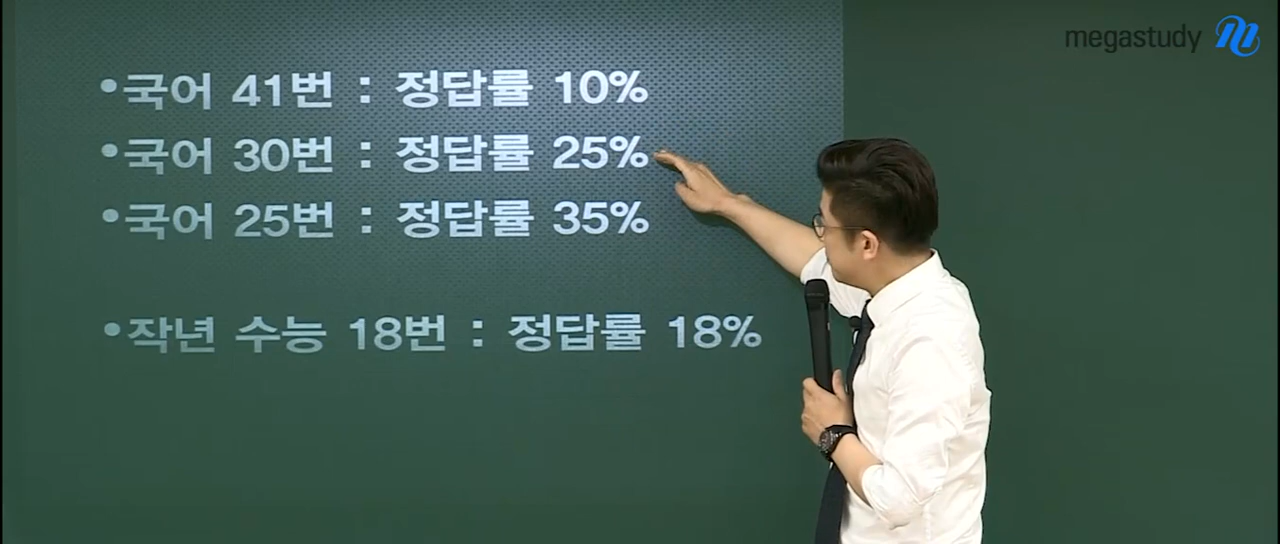 megastudy
•국어 41번 : 정답률 10%
•국어 30번 : 정답률 25%
•국어 25번 : 정답률 35%
•작년 수능 18번 : 정답률 18%